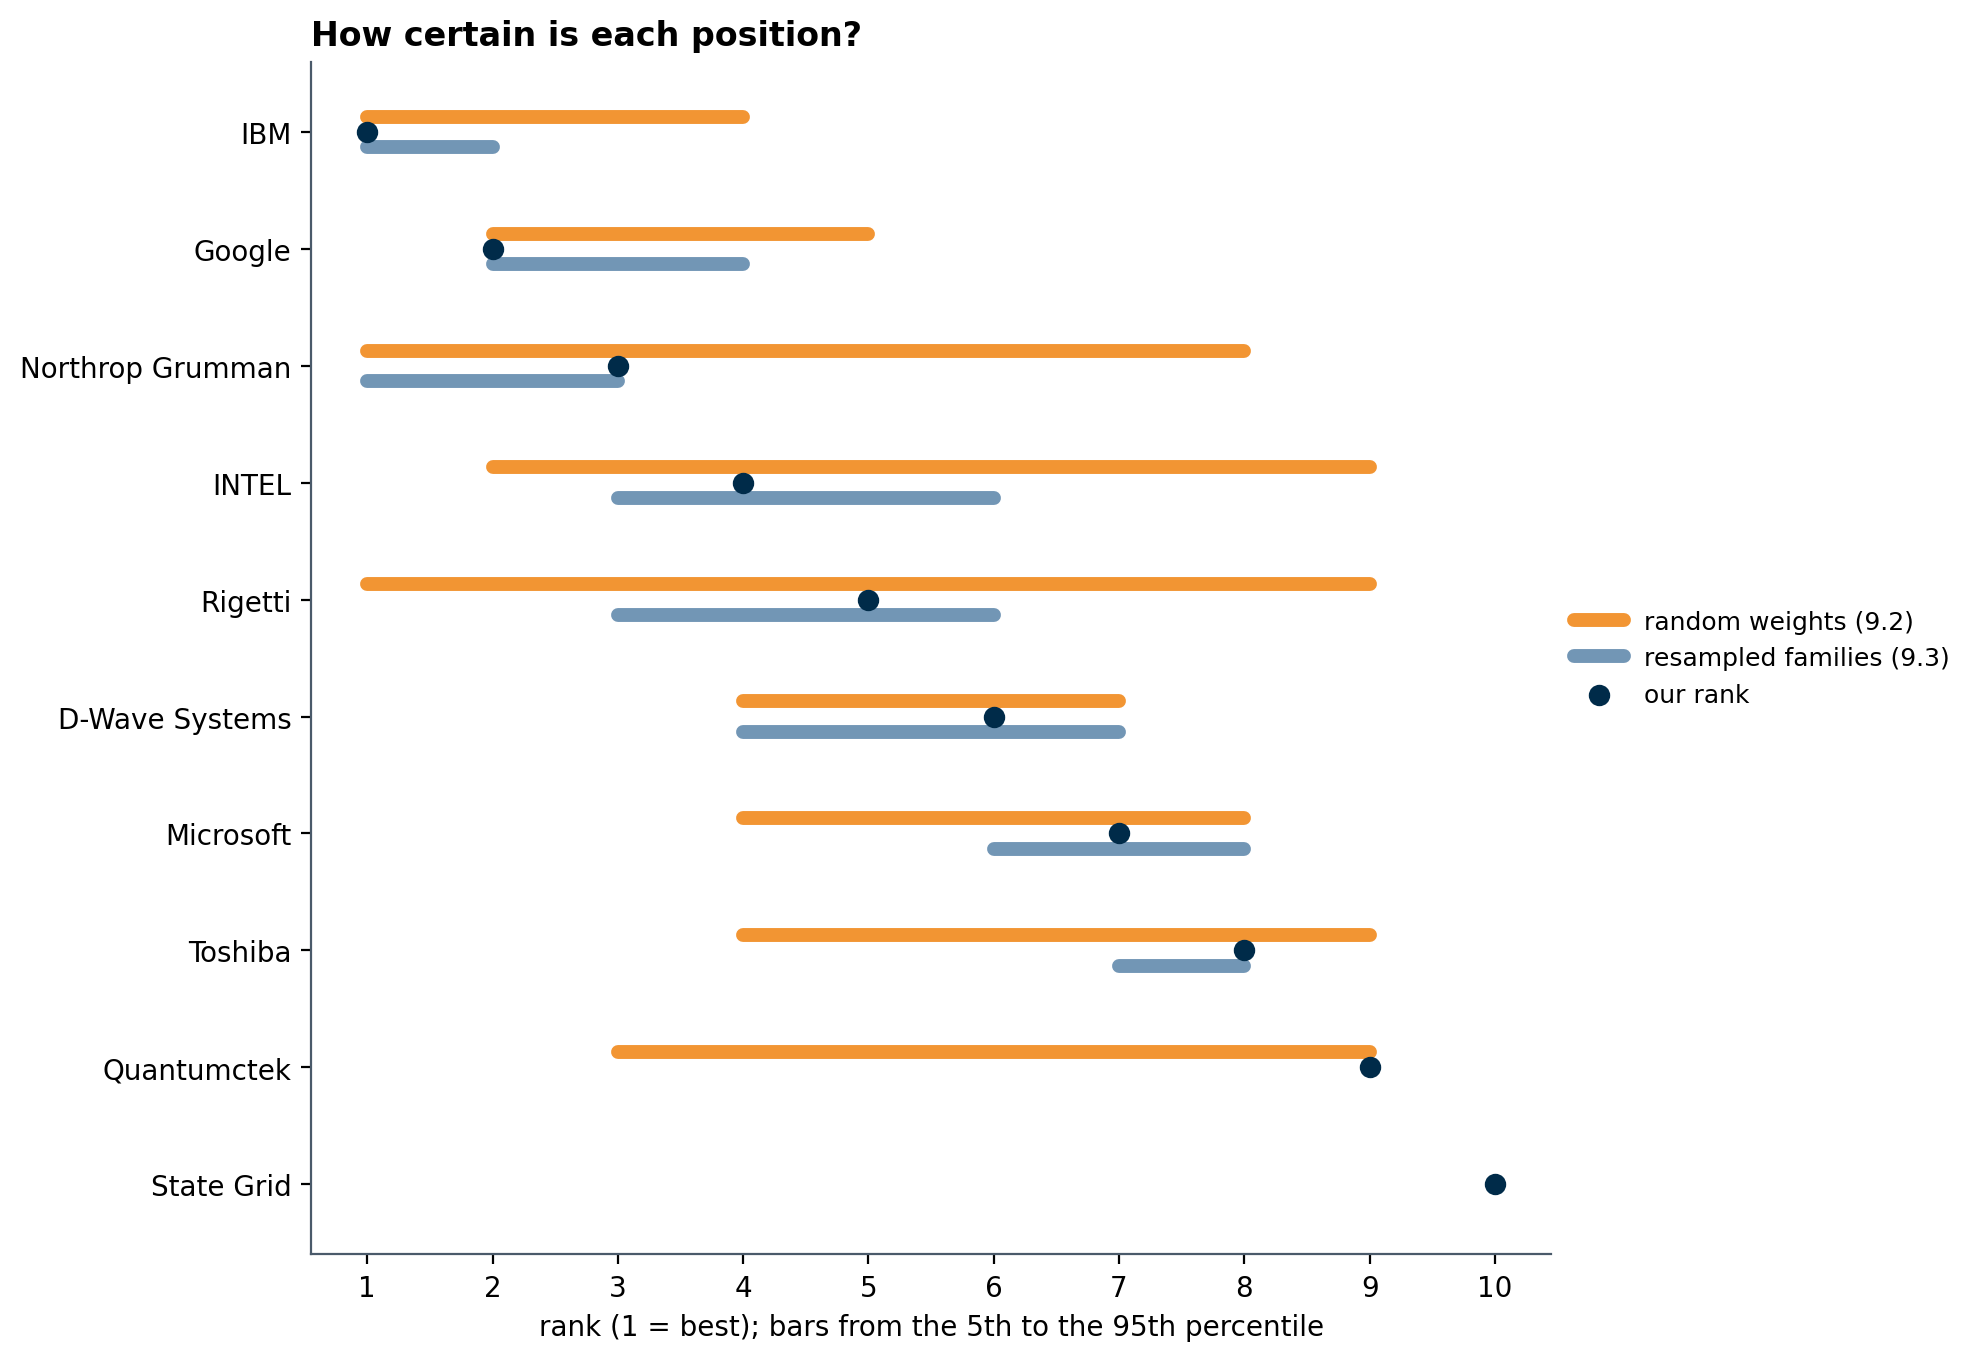 How certain is each position?
IBM
Google
Northrop Grumman
INTEL
Rigetti
D-Wave Systems
Microsoft
Toshiba
Quantumctek
State Grid
random weights (9.2)
resampled families (9.3)
our rank
1 2 3 4 5 6 7 8 9 10
rank (1 = best); bars from the 5th to the 95th percentile